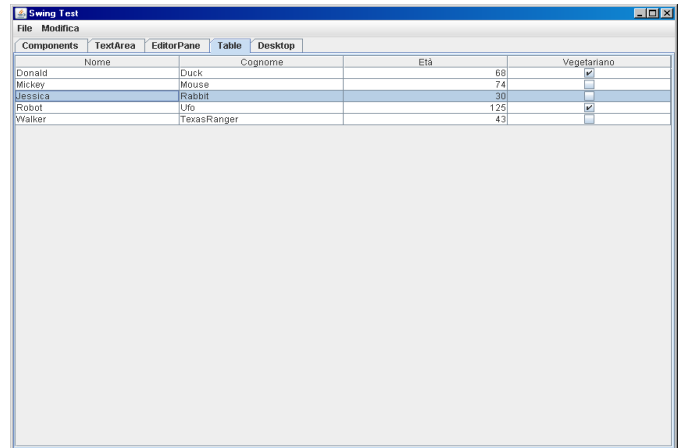 Swing Test
File Modifica
Components TextArea EditorPane Table Desktop
Nome Cognome Età Vegetariano
Donald Duck 68
Mickey Mouse 74
Jessica Rabbit 30
Robot Ufo 125
Walker TexasRanger 43